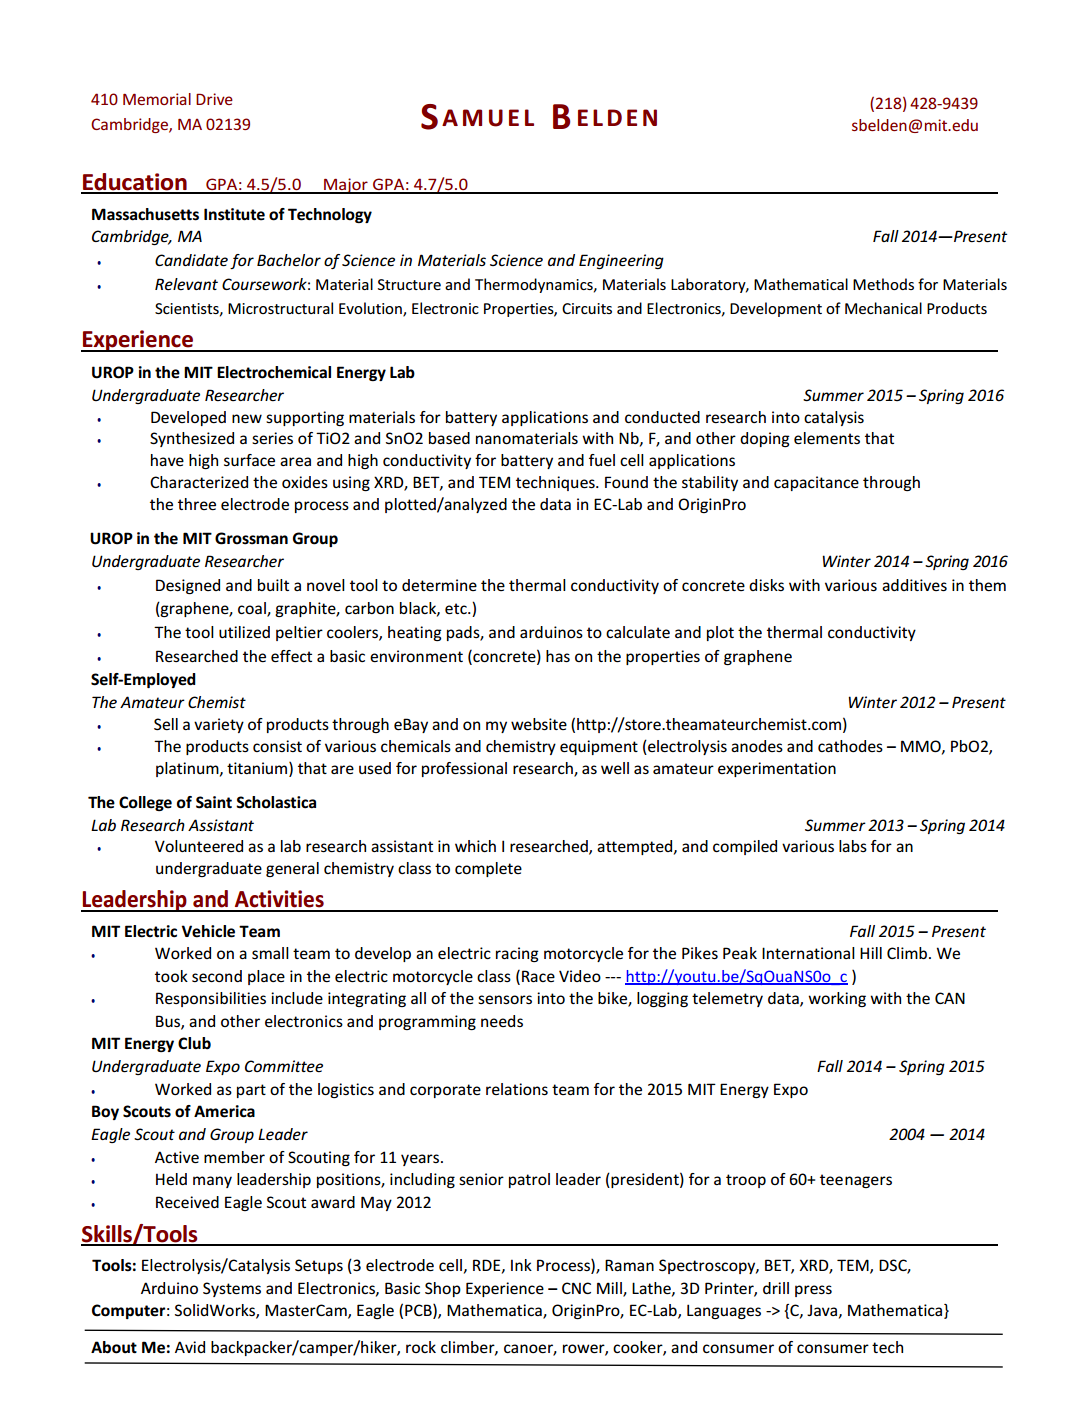 410 Memorial Drive
Cambridge, MA 02139
SAMUEL BELDEN
(218) 428-9439
sbelden@mit.edu
Education GPA: 4.5/5.0 Major GPA: 4.7/5.0
Massachusetts Institute of Technology
Cambridge, MA Fall 2014—Present
• Candidate for Bachelor of Science in Materials Science and Engineering
• Relevant Coursework: Material Structure and Thermodynamics, Materials Laboratory, Mathematical Methods for Materials
Scientists, Microstructural Evolution, Electronic Properties, Circuits and Electronics, Development of Mechanical Products
Experience
UROP in the MIT Electrochemical Energy Lab
Undergraduate Researcher Summer 2015 – Spring 2016
• Developed new supporting materials for battery applications and conducted research into catalysis
• Synthesized a series of TiO2 and SnO2 based nanomaterials with Nb, F, and other doping elements that
have high surface area and high conductivity for battery and fuel cell applications
• Characterized the oxides using XRD, BET, and TEM techniques. Found the stability and capacitance through
the three electrode process and plotted/analyzed the data in EC-Lab and OriginPro
UROP in the MIT Grossman Group
Undergraduate Researcher Winter 2014 – Spring 2016
• Designed and built a novel tool to determine the thermal conductivity of concrete disks with various additives in them
(graphene, coal, graphite, carbon black, etc.)
• The tool utilized peltier coolers, heating pads, and arduinos to calculate and plot the thermal conductivity
• Researched the effect a basic environment (concrete) has on the properties of graphene
Self-Employed
The Amateur Chemist Winter 2012 – Present
• Sell a variety of products through eBay and on my website (http://store.theamateurchemist.com)
• The products consist of various chemicals and chemistry equipment (electrolysis anodes and cathodes – MMO, PbO2,
platinum, titanium) that are used for professional research, as well as amateur experimentation
The College of Saint Scholastica
Lab Research Assistant Summer 2013 – Spring 2014
• Volunteered as a lab research assistant in which I researched, attempted, and compiled various labs for an
undergraduate general chemistry class to complete
Leadership and Activities
MIT Electric Vehicle Team Fall 2015 – Present
• Worked on a small team to develop an electric racing motorcycle for the Pikes Peak International Hill Climb. We
took second place in the electric motorcycle class (Race Video --- http://youtu.be/SqOuaNS0o_c )
• Responsibilities include integrating all of the sensors into the bike, logging telemetry data, working with the CAN
Bus, and other electronics and programming needs
MIT Energy Club
Undergraduate Expo Committee Fall 2014 – Spring 2015
• Worked as part of the logistics and corporate relations team for the 2015 MIT Energy Expo
Boy Scouts of America
Eagle Scout and Group Leader 2004 — 2014
• Active member of Scouting for 11 years.
• Held many leadership positions, including senior patrol leader (president) for a troop of 60+ teenagers
• Received Eagle Scout award May 2012
Skills/Tools
Tools: Electrolysis/Catalysis Setups (3 electrode cell, RDE, Ink Process), Raman Spectroscopy, BET, XRD, TEM, DSC,
Arduino Systems and Electronics, Basic Shop Experience – CNC Mill, Lathe, 3D Printer, drill press
Computer: SolidWorks, MasterCam, Eagle (PCB), Mathematica, OriginPro, EC-Lab, Languages -> {C, Java, Mathematica}
About Me: Avid backpacker/camper/hiker, rock climber, canoer, rower, cooker, and consumer of consumer tech